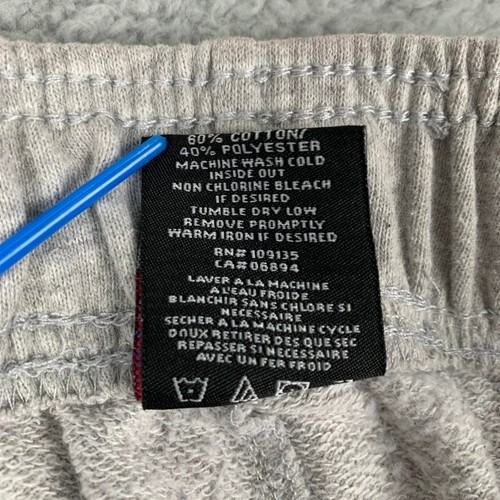 60% COTTON/
40% POLYESTER
MACHINE WASH COLD
INSIDE OUT
NON CHLORINE BLEACH
IF DESIRED
TUMBLE DRY LOW
REMOVE PROMPTLY
WARM IRON IF DESIRED
RN# 109135
CA# 06894
LAVER A LA MACHINE
A L'EAU FROIDE
BLANCHIR SANS CHLORE SI
NECESSAIRE
SECHER A LA MACHINE CYCLE
DOUX RETIRER DES QUE SEC
REPASSER SI NECESSAIRE
AVEC UN FER FROID